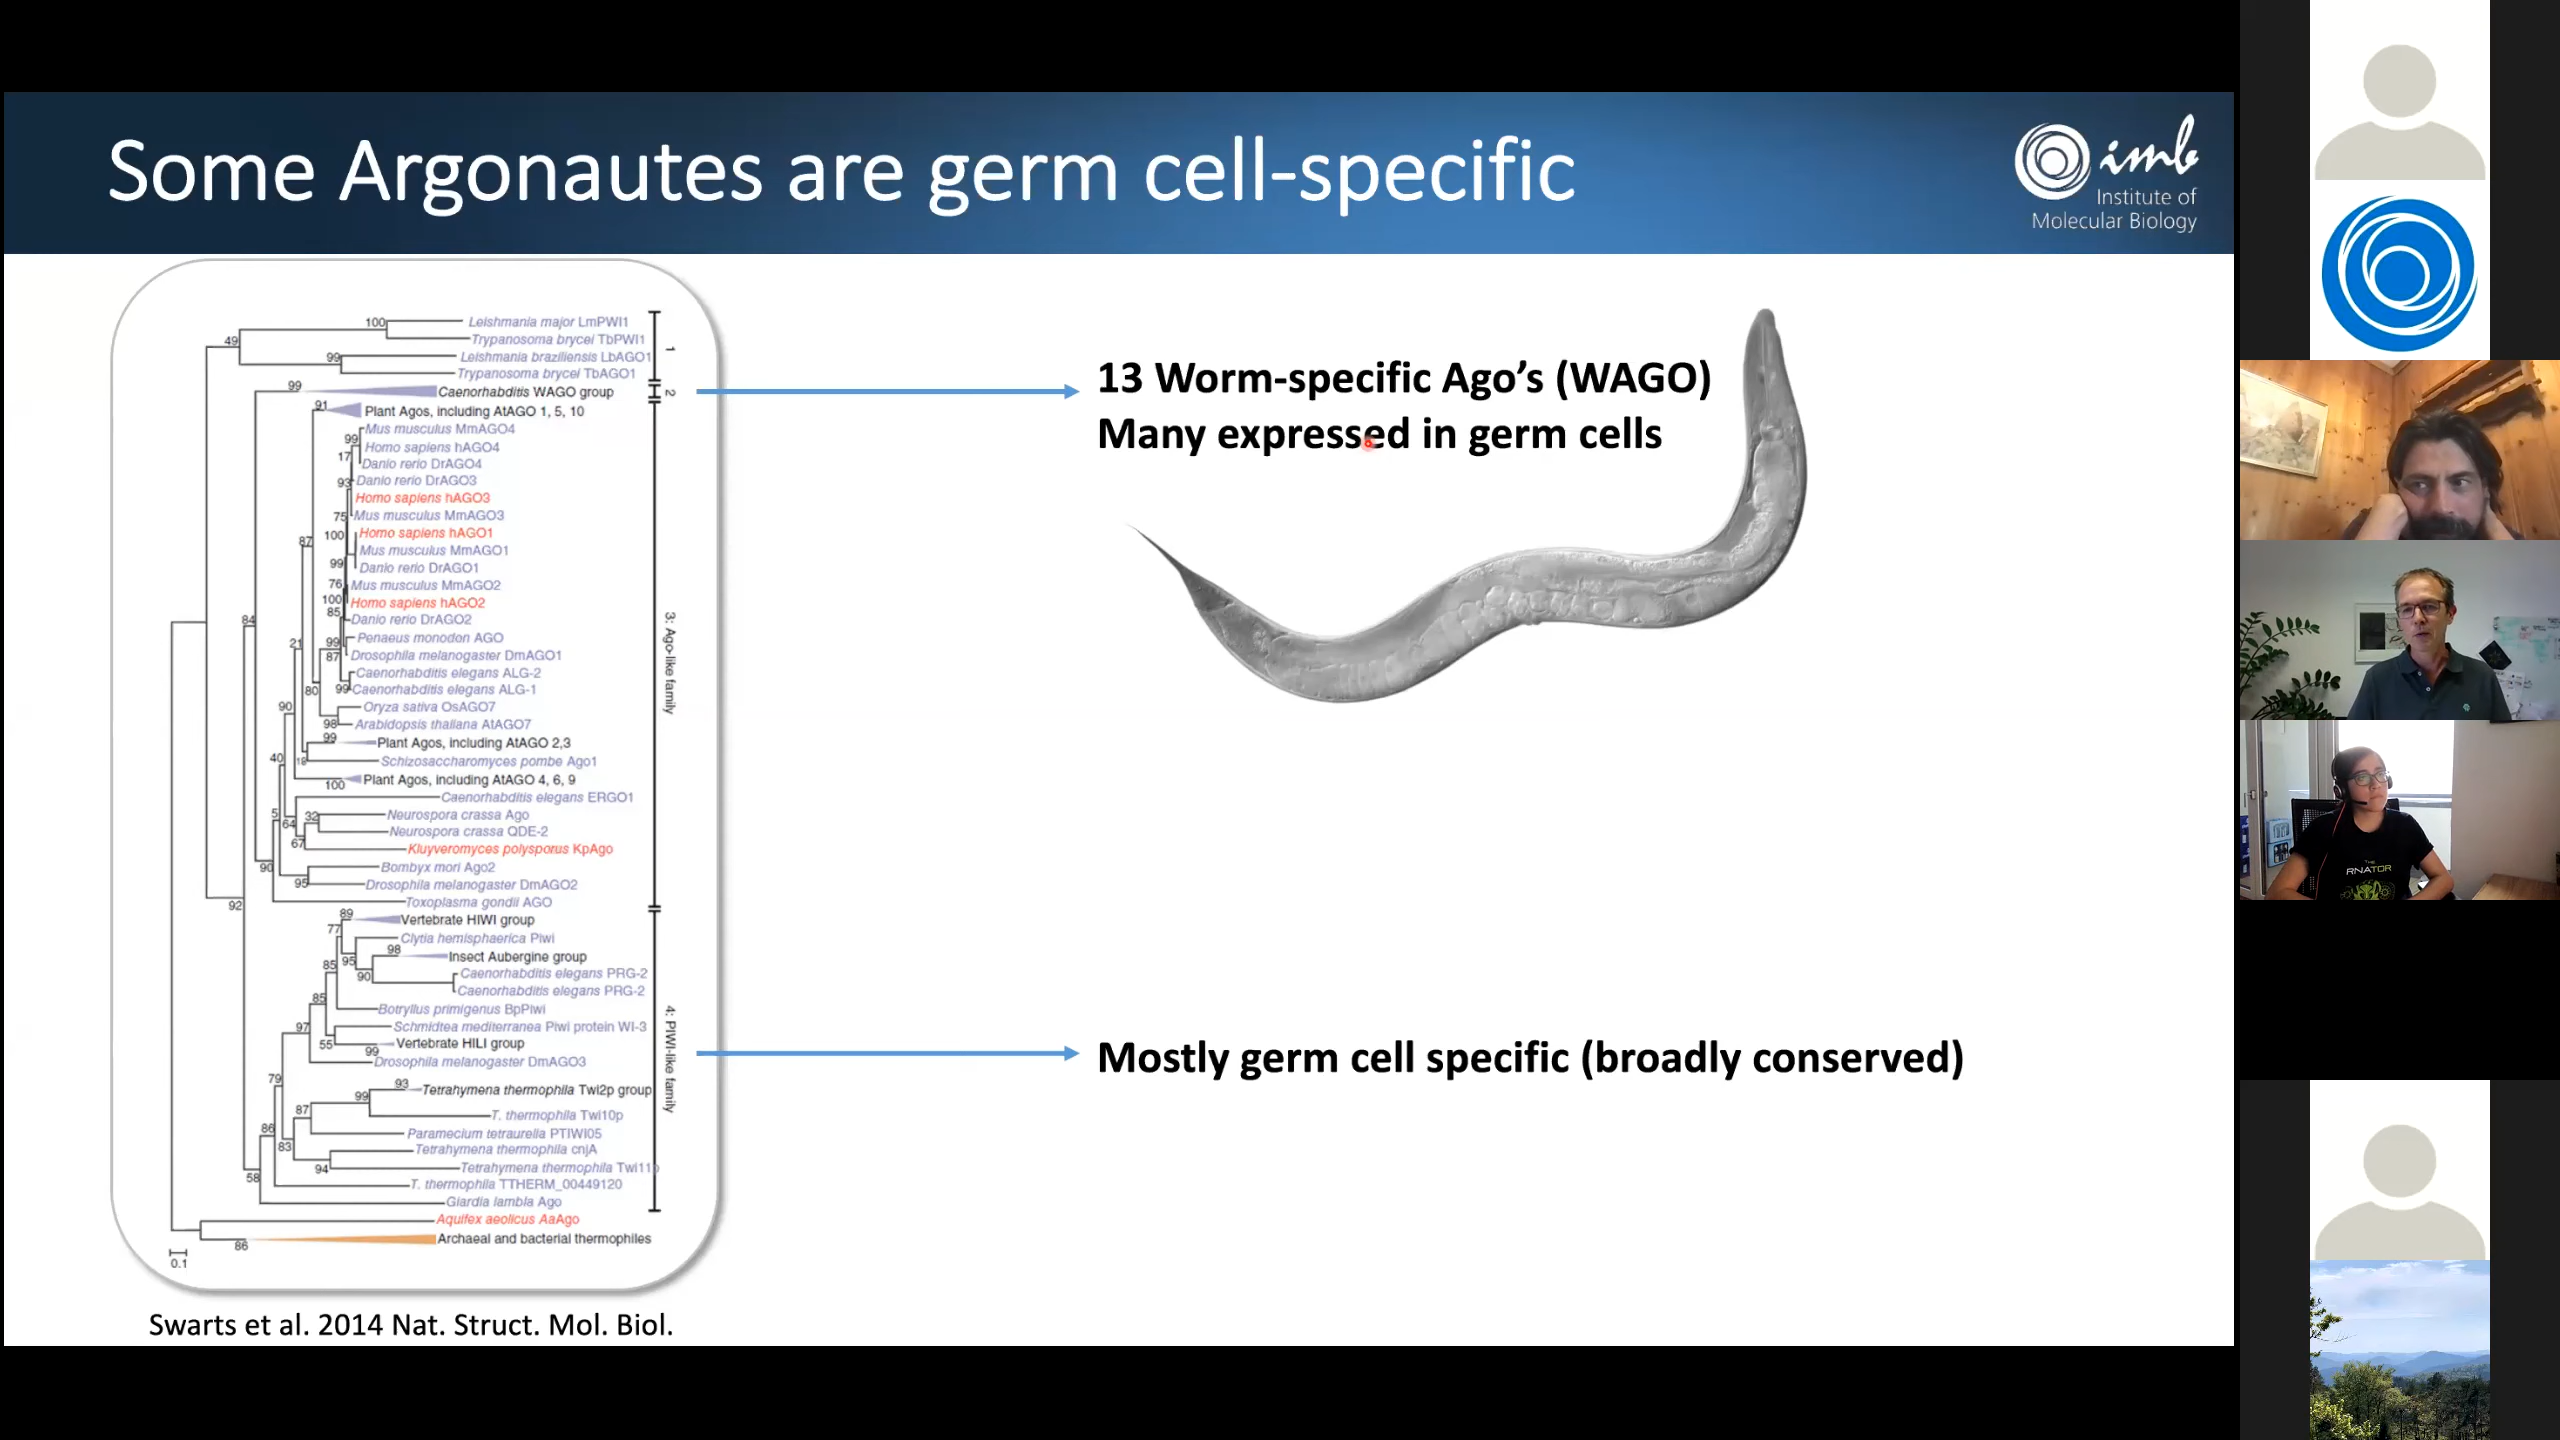 Some Argonautes are germ cell-specific
imb
Institute of
Molecular Biology
100
Leishmania major LmPWI1
Trypanosoma brycei TbPWI1
49
99
Leishmania braziliensis LbAGO1
Trypanosoma brycei TbAGO1
1
99
Caenorhabditis WAGO group
2
91
Plant Agos, including AtAGO 1, 5, 10
Mus musculus MmAGO4
99
Homo sapiens hAGO4
17
Danio rerio DrAGO4
93
Danio rerio DrAGO3
Homo sapiens hAGO3
75
Mus musculus MmAGO3
100
Homo sapiens hAGO1
87
Mus musculus MmAGO1
99
Danio rerio DrAGO1
76
Mus musculus MmAGO2
100
Homo sapiens hAGO2
85
84
Danio rerio DrAGO2
21
99
Penaeus monodon AGO
87
Drosophila melanogaster DmAGO1
Caenorhabditis elegans ALG-2
80
99
Caenorhabditis elegans ALG-1
90
Oryza sativa OsAGO7
98
Arabidopsis thaliana AtAGO7
3: Ago-like family
99
Plant Agos, including AtAGO 2,3
40
18
Schizosaccharomyces pombe Ago1
100
Plant Agos, including AtAGO 4, 6, 9
Caenorhabditis elegans ERGO1
5
64
32
Neurospora crassa Ago
Neurospora crassa QDE-2
67
Kluyveromyces polysporus KpAgo
90
Bombyx mori Ago2
95
Drosophila melanogaster DmAGO2
92
Toxoplasma gondii AGO
89
Vertebrate HIWI group
77
Clytia hemisphaerica Piwi
98
Insect Aubergine group
85
95
90
Caenorhabditis elegans PRG-2
Caenorhabditis elegans PRG-2
85
Botryllus primigenus BpPiwi
97
Schmidtea mediterranea Piwi protein WI-3
55
99
Vertebrate HILI group
Drosophila melanogaster DmAGO3
4: PIWI-like family
79
93
Tetrahymena thermophila Twi2p group
99
87
T. thermophila Twi10p
86
Paramecium tetraurelia PTIWI05
83
Tetrahymena thermophila cnjA
94
Tetrahymena thermophila Twi11p
58
T. thermophila TTHERM_00449120
Giardia lambla Ago
Aquifex aeolicus AaAgo
86
Archaeal and bacterial thermophiles
0.1
Swarts et al. 2014 Nat. Struct. Mol. Biol.
13 Worm-specific Ago’s (WAGO)
Many expressed in germ cells
Mostly germ cell specific (broadly conserved)
THE
RNATOR